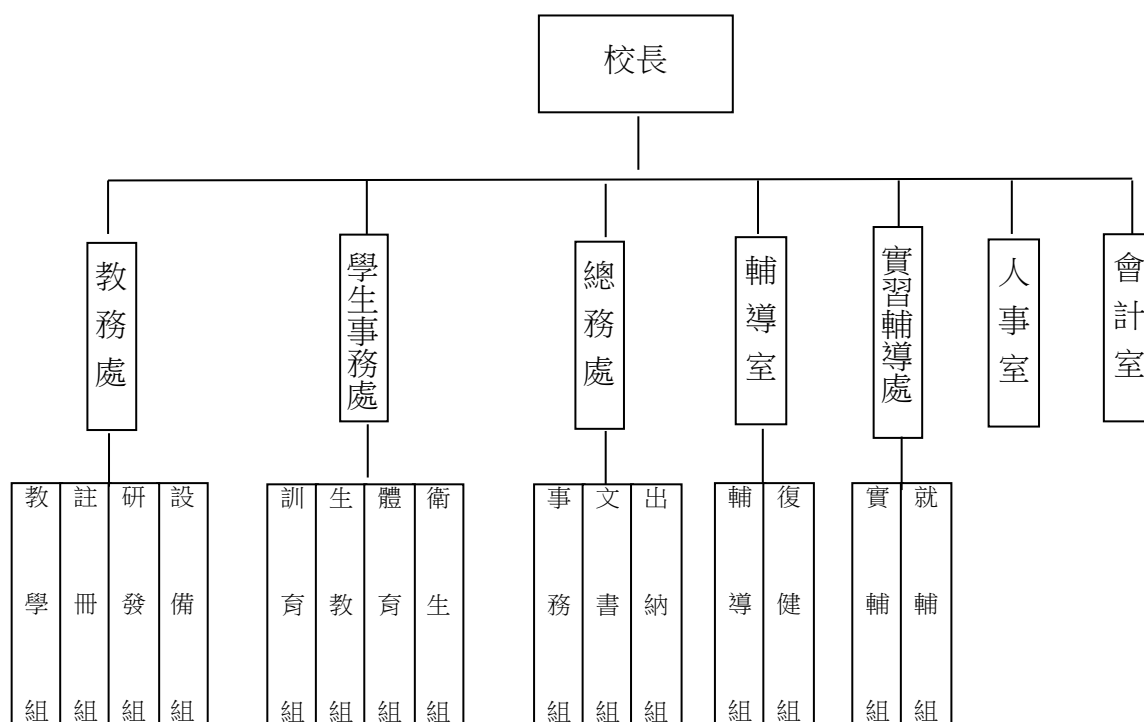 校長
教務處
學生事務處
總務處
輔導室
實習輔導處
人事室
會計室
教學組
註冊組
研發組
設備組
訓育組
生教組
體育組
衛生組
事務組
文書組
出納組
輔導組
復健組
實輔組
就輔組